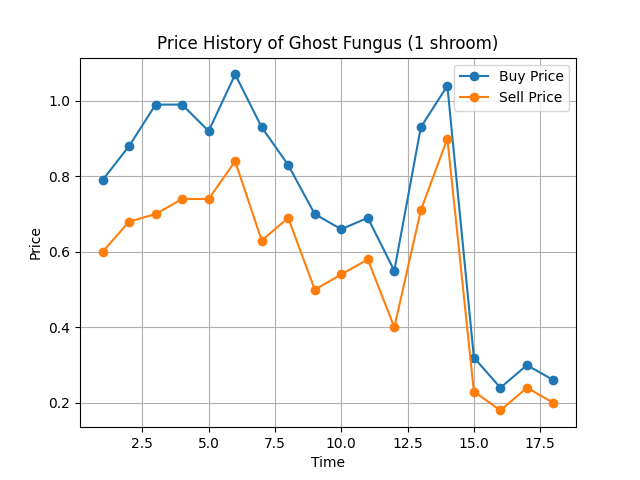 Price History of Ghost Fungus (1 shroom)
Buy Price
Sell Price
Price
1.0
0.8
0.6
0.4
0.2
2.5 5.0 7.5 10.0 12.5 15.0 17.5
Time